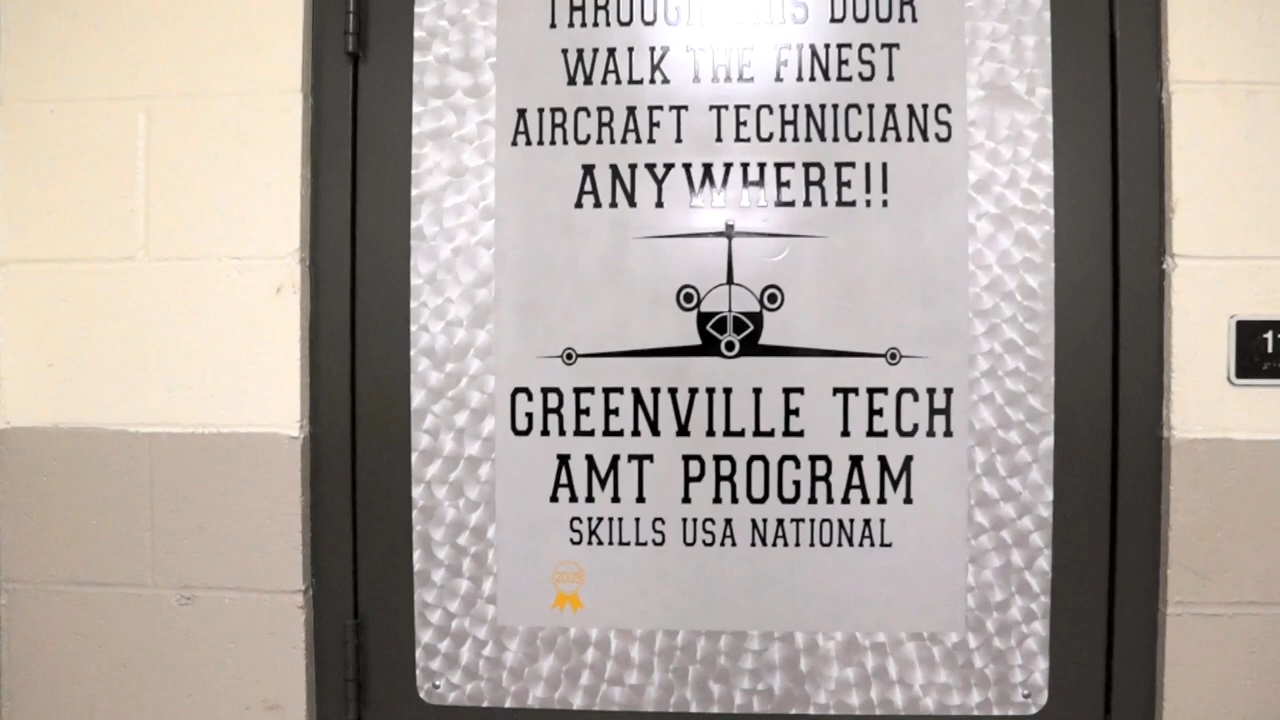 THROUGH THIS DOOR
WALK THE FINEST
AIRCRAFT TECHNICIANS
ANYWHERE!!
GREENVILLE TECH
AMT PROGRAM
SKILLS USA NATIONAL